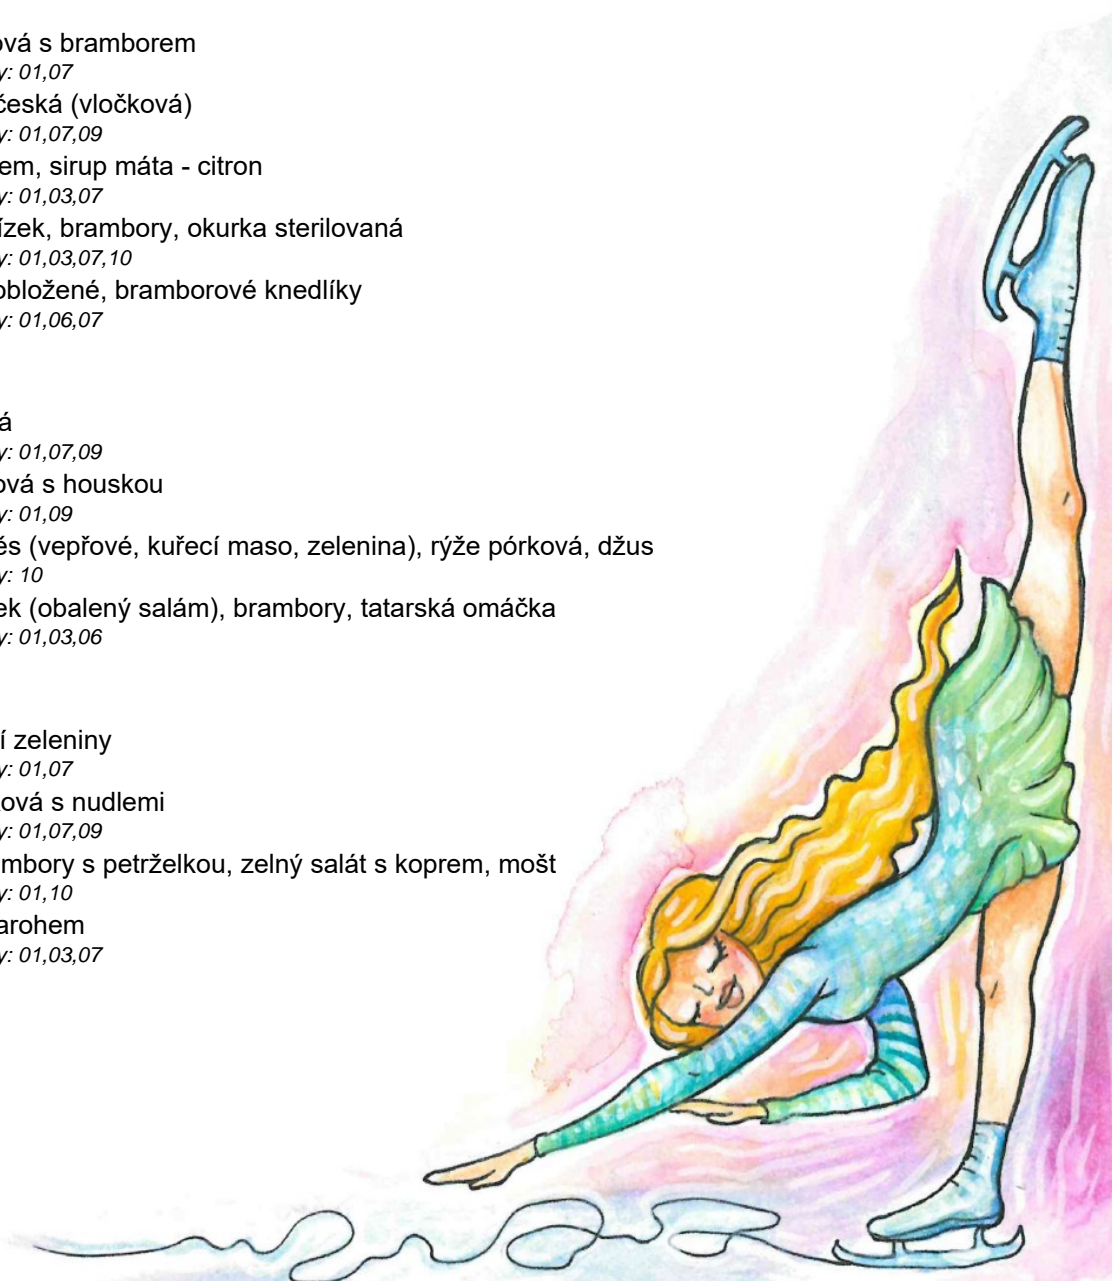 ová s bramborem
y: 01,07
česká (vločková)
y: 01,07,09
em, sirup máta - citron
y: 01,03,07
ízek, brambory, okurka sterilovaná
y: 01,03,07,10
obložené, bramborové knedlíky
y: 01,06,07
á
y: 01,07,09
ová s houskou
y: 01,09
ěs (vepřové, kuřecí maso, zelenina), rýže pórková, džus
y: 10
ek (obalený salám), brambory, tatarská omáčka
y: 01,03,06
í zeleniny
y: 01,07
ková s nudlemi
y: 01,07,09
mbory s petrželkou, zelný salát s koprem, mošt
y: 01,10
arohem
y: 01,03,07